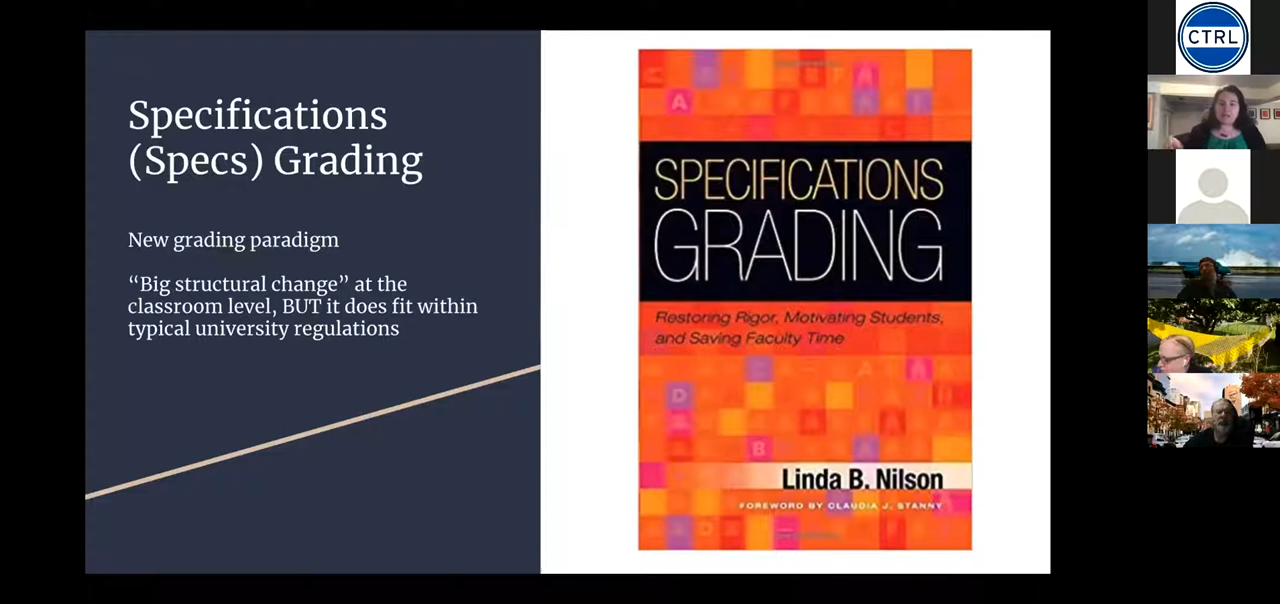 Specifications
(Specs) Grading
New grading paradigm
“Big structural change” at the
classroom level, BUT it does fit within
typical university regulations
SPECIFICATIONS
GRADING
Restoring Rigor, Motivating Students,
and Saving Faculty Time
Linda B. Nilson
FOREWORD BY CLAUDIA J. STANNY
CTRL